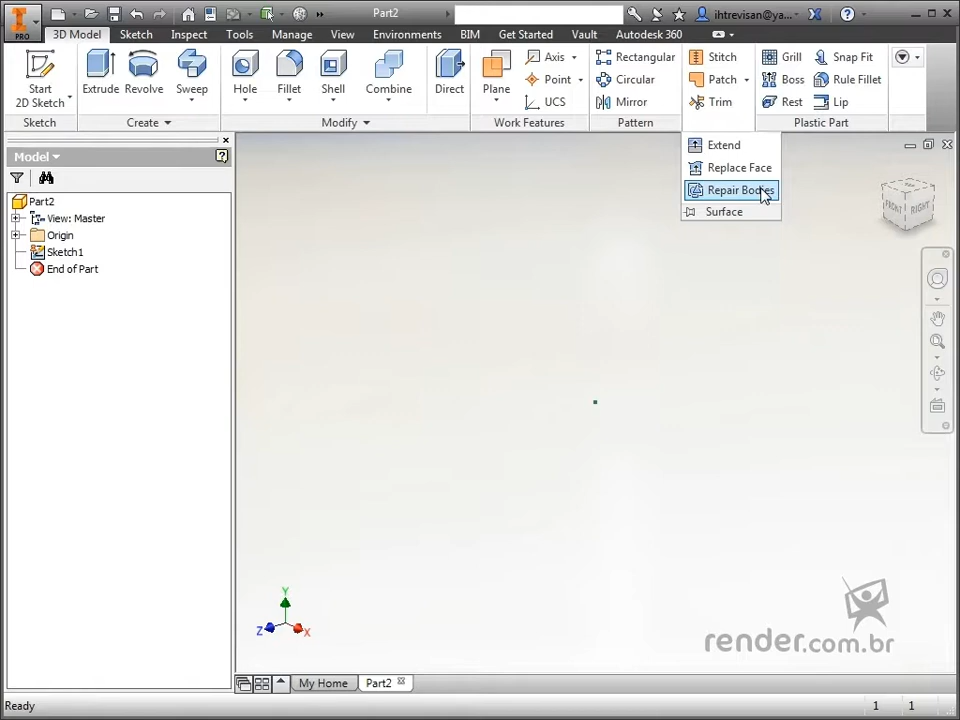 PRO
Part2
ihtrevisan@ya...
3D Model Sketch Inspect Tools Manage View Environments BIM Get Started Vault Autodesk 360
Start
2D Sketch
Extrude Revolve Sweep
Hole Fillet Shell Combine Direct
Plane
Axis
Point
UCS
Rectangular
Circular
Mirror
Stitch
Patch
Trim
Grill Snap Fit
Boss Rule Fillet
Rest Lip
Sketch Create Modify Work Features Pattern Plastic Part
Extend
Replace Face
Repair Bodies
Surface
Model
Part2
View: Master
Origin
Sketch1
End of Part
FRONT RIGHT
Y
Z
X
render.com.br
My Home Part2
Ready 1 1